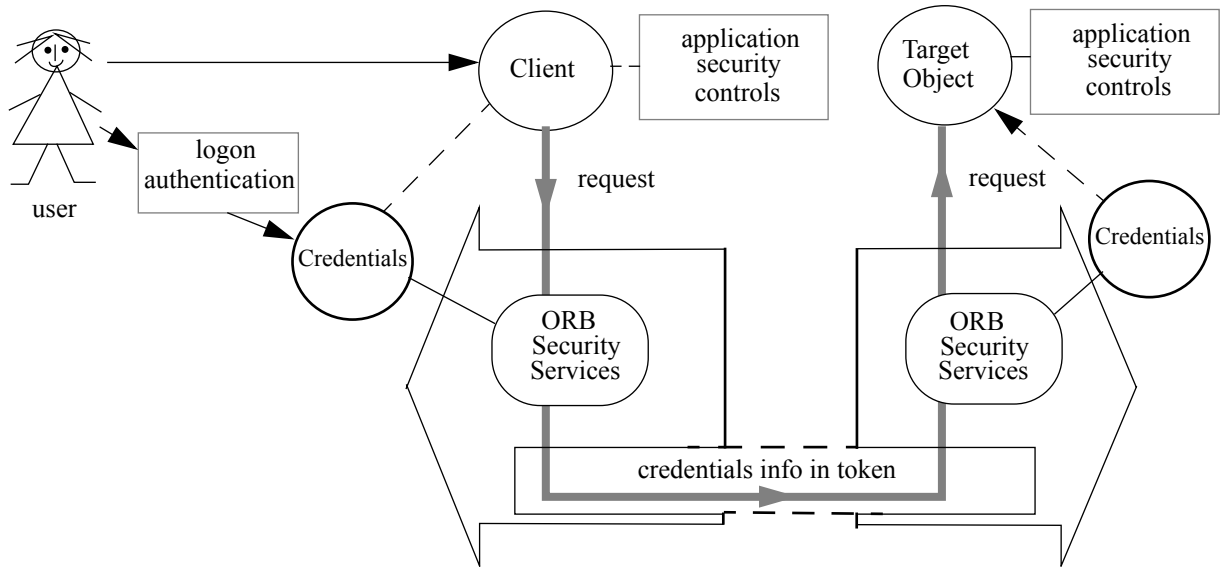 Client
application
security
controls
Target
Object
application
security
controls
logon
authentication
user
request
request
Credentials
Credentials
ORB
Security
Services
ORB
Security
Services
credentials info in token